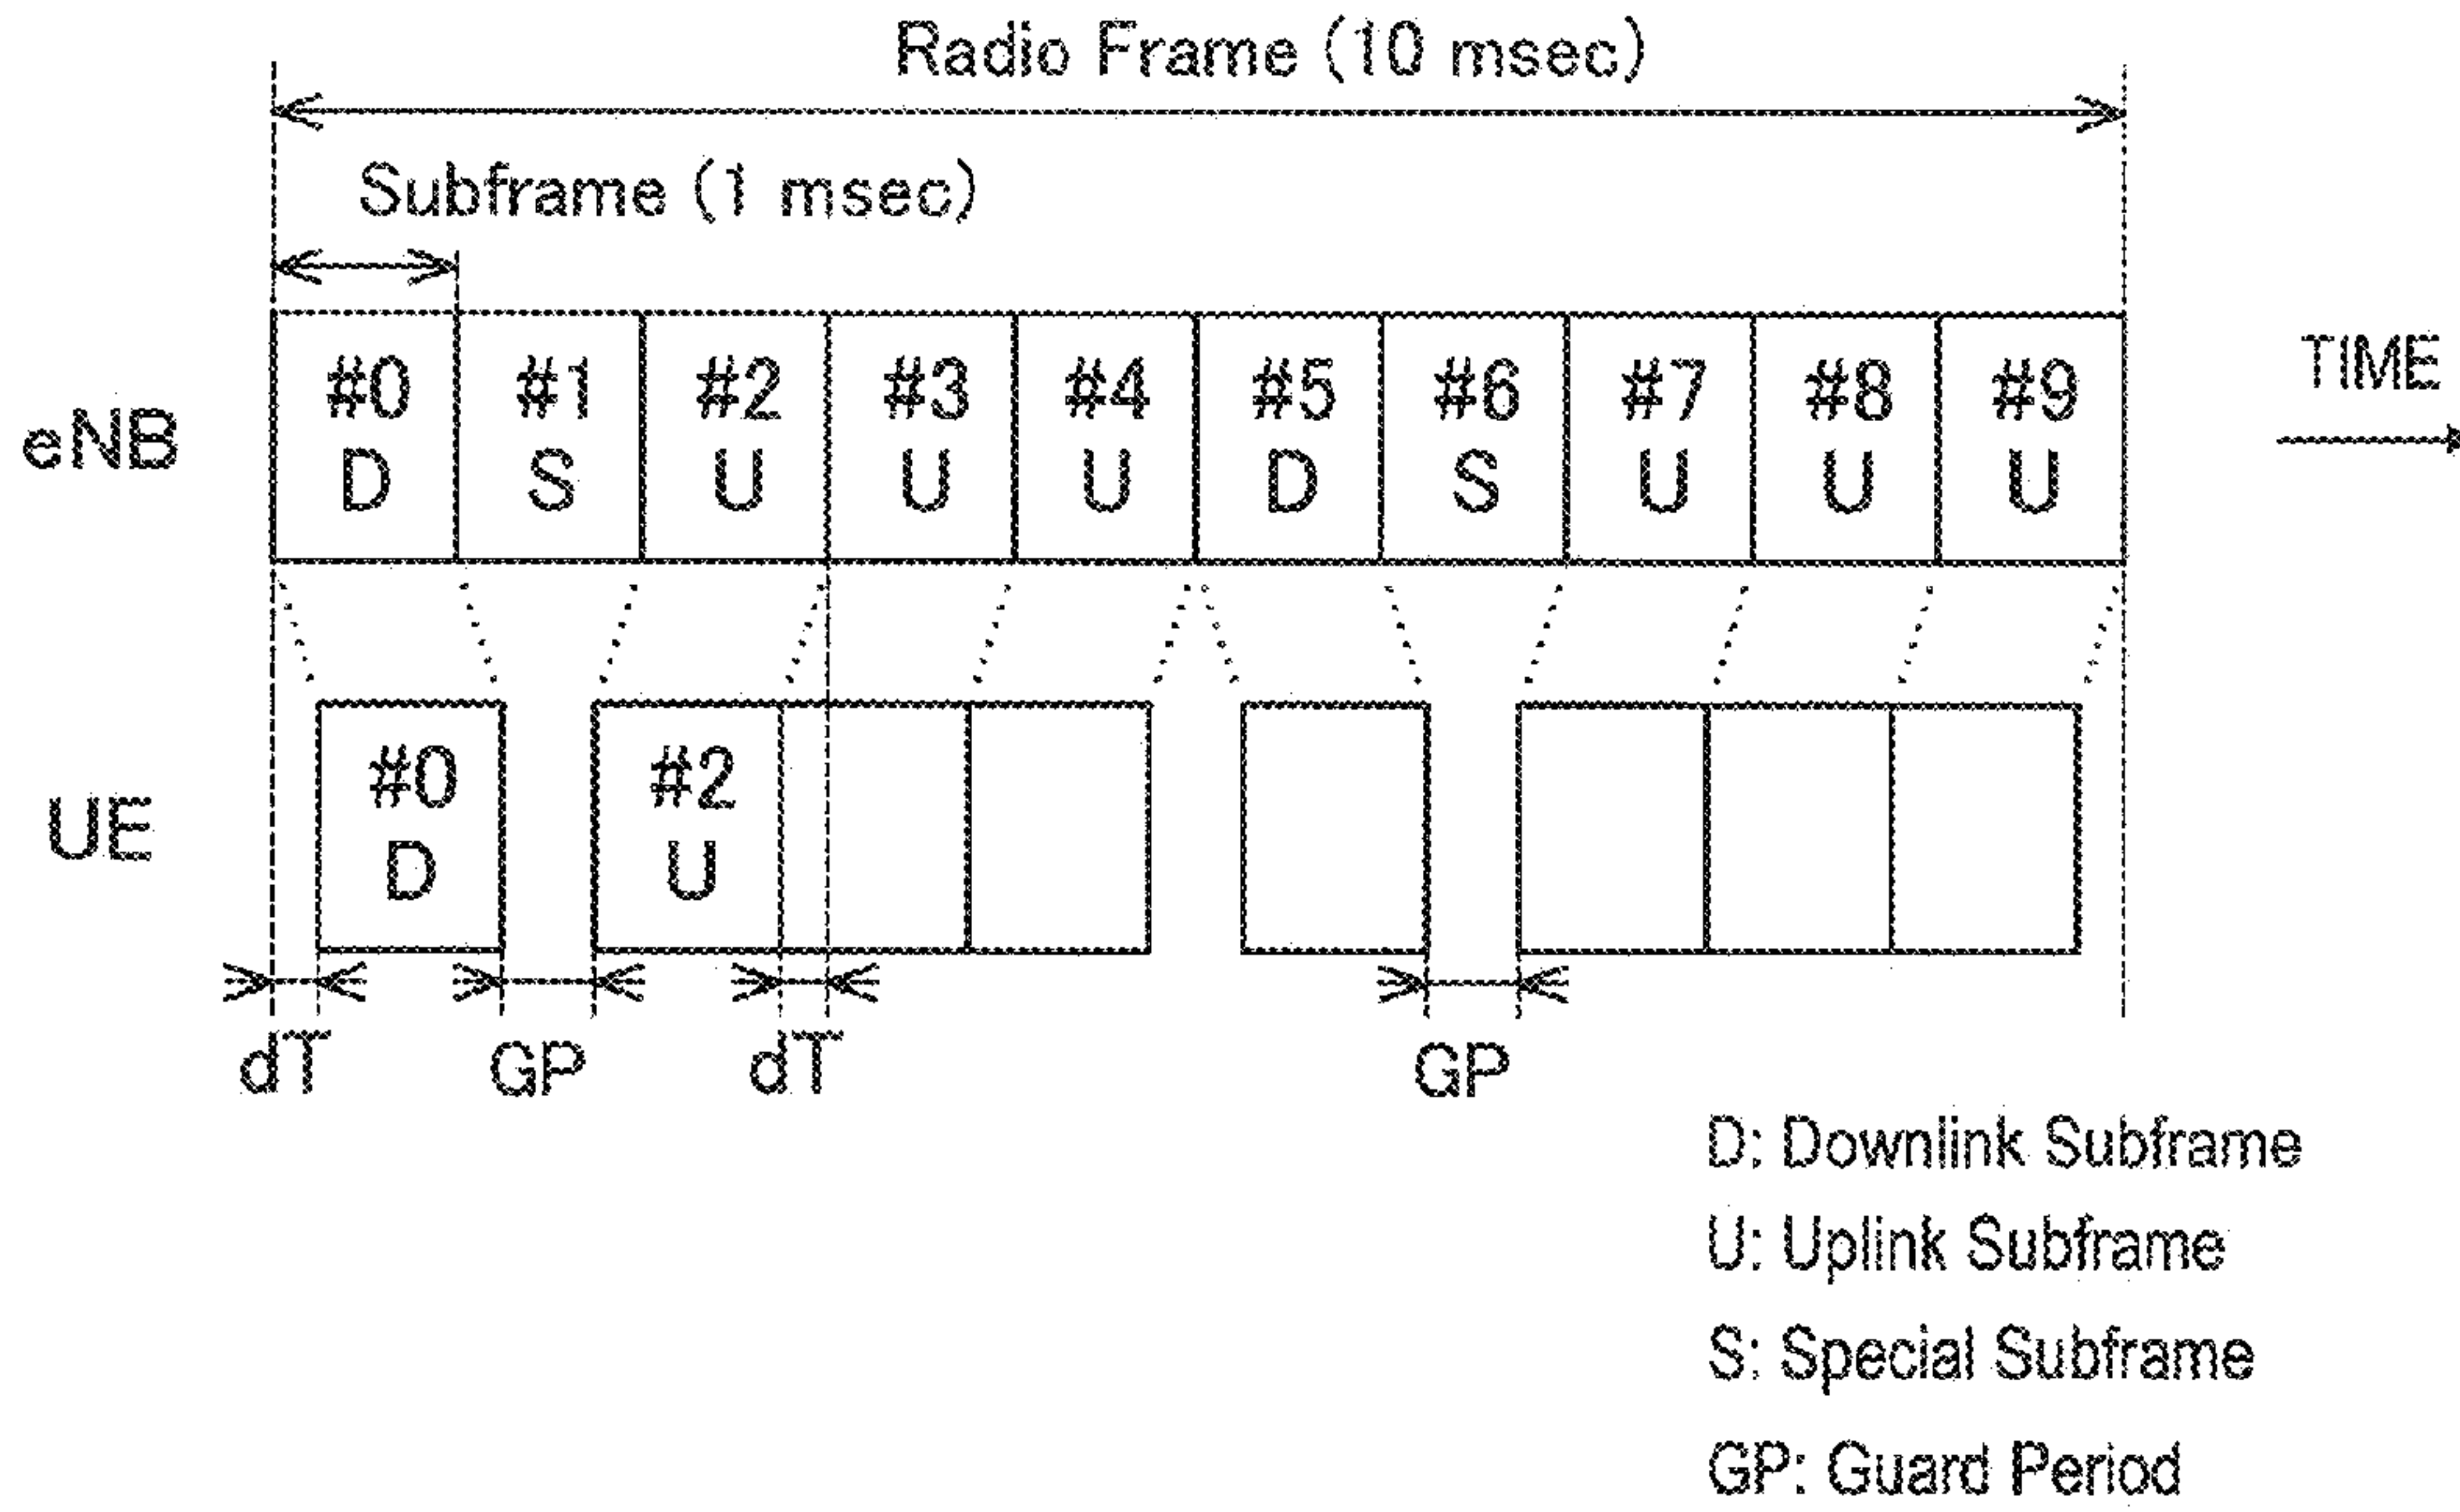 Radio Frame (10 msec)
Subframe (1 msec)
eNB
#0 #1 #2 #3 #4 #5 #6 #7 #8 #9
D S U U U D S U U U
TIME
UE
#0 #2
D U
dT GP dT GP
D: Downlink Subframe
U: Uplink Subframe
S: Special Subframe
GP: Guard Period